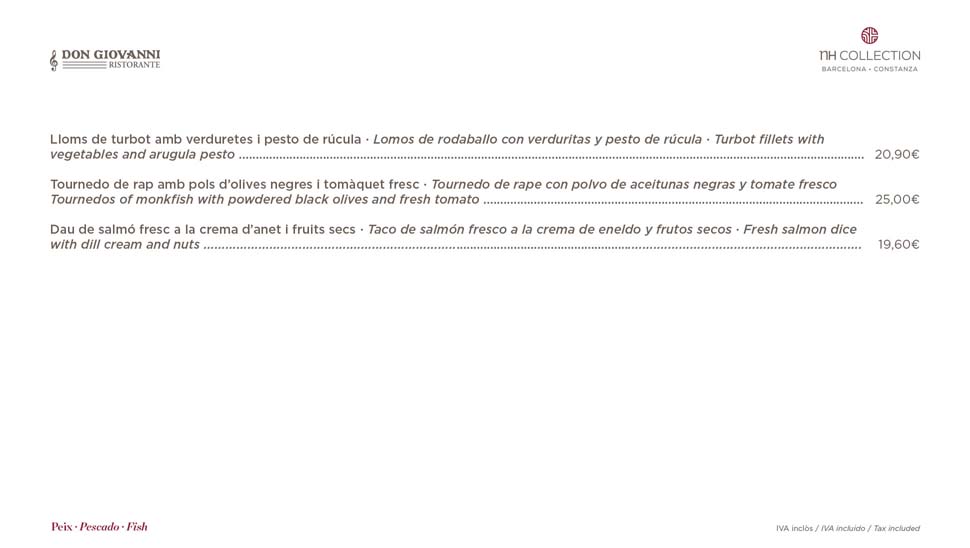 DON GIOVANNI
RISTORANTE
NH COLLECTION
BARCELONA • CONSTANZA
Lloms de turbot amb verduretes i pesto de rúcula · Lomos de rodaballo con verduritas y pesto de rúcula · Turbot fillets with
vegetables and arugula pesto ........ 20,90€
Tournedo de rap amb pols d'olives negres i tomàquet fresc · Tournedo de rape con polvo de aceitunas negras y tomate fresco
Tournedos of monkfish with powdered black olives and fresh tomato ........ 25,00€
Dau de salmó fresc a la crema d'anet i fruits secs · Taco de salmón fresco a la crema de eneldo y frutos secos · Fresh salmon dice
with dill cream and nuts ........ 19,60€
Peix · Pescado · Fish
IVA inclòs / IVA incluido / Tax included